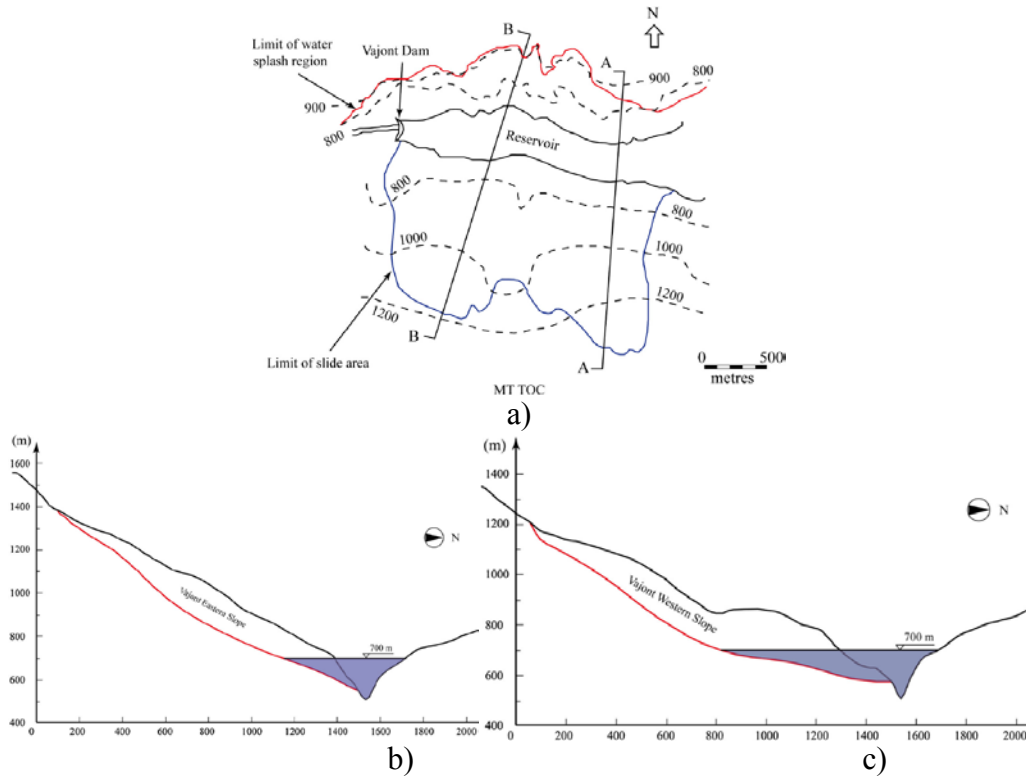 B
N
Limit of water
splash region
Vajont Dam
A
900
800
900
800
Reservoir
800
800
1000
1000
1200
1200
B
A
Limit of slide area
0
500
metres
MT TOC
a)
(m)
1600
1400
1200
1000
800
600
400
0
200
400
600
800
1000
1200
1400
1600
1800
2000
Vajont Eastern Slope
700 m
N
b)
(m)
1400
1200
1000
800
600
400
0
200
400
600
800
1000
1200
1400
1600
1800
2000
Vajont Western Slope
700 m
N
c)